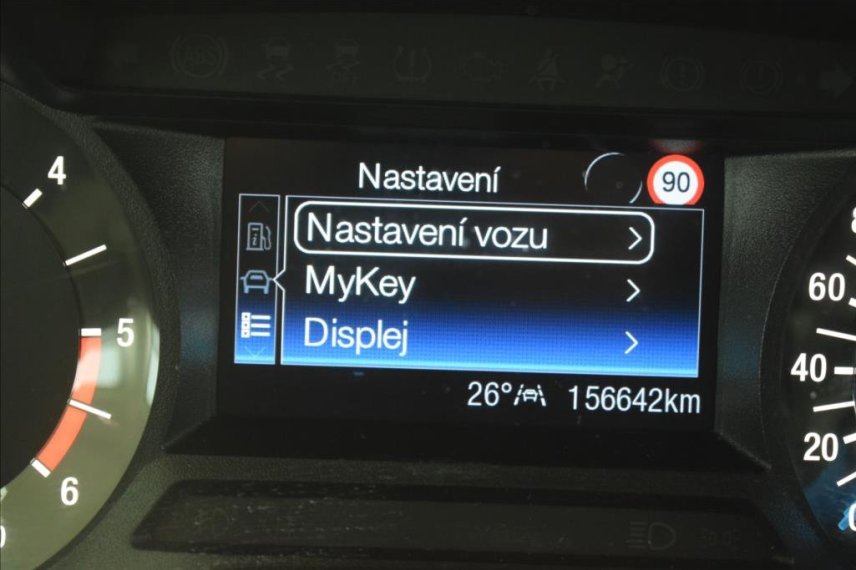 Nastavení
90
Nastavení vozu
MyKey
Displej
26° 156642km
4
5
6
60
40
20